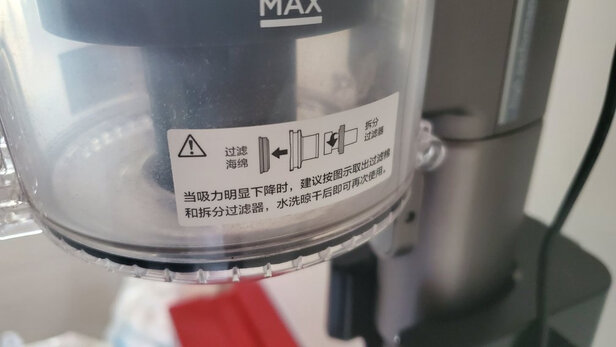 MAX
过滤
海绵
拆分
过滤器
当吸力明显下降时，建议按图示取出过滤棉
和拆分过滤器，水洗晾干后即可再次使用。